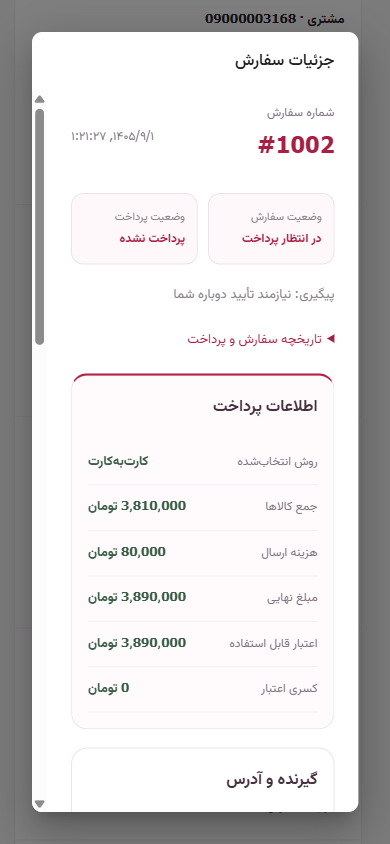 مشتری · 09000003168
جزئیات سفارش
شماره سفارش
#1002
۱۴۰۵/۹/۱, ۱:۲۱:۲۷
وضعیت سفارش
در انتظار پرداخت
وضعیت پرداخت
پرداخت نشده
پیگیری: نیازمند تأیید دوباره شما
تاریخچه سفارش و پرداخت
اطلاعات پرداخت
روش انتخاب‌شده کارت‌به‌کارت
جمع کالاها 3,810,000 تومان
هزینه ارسال 80,000 تومان
مبلغ نهایی 3,890,000 تومان
اعتبار قابل استفاده 3,890,000 تومان
کسری اعتبار 0 تومان
گیرنده و آدرس